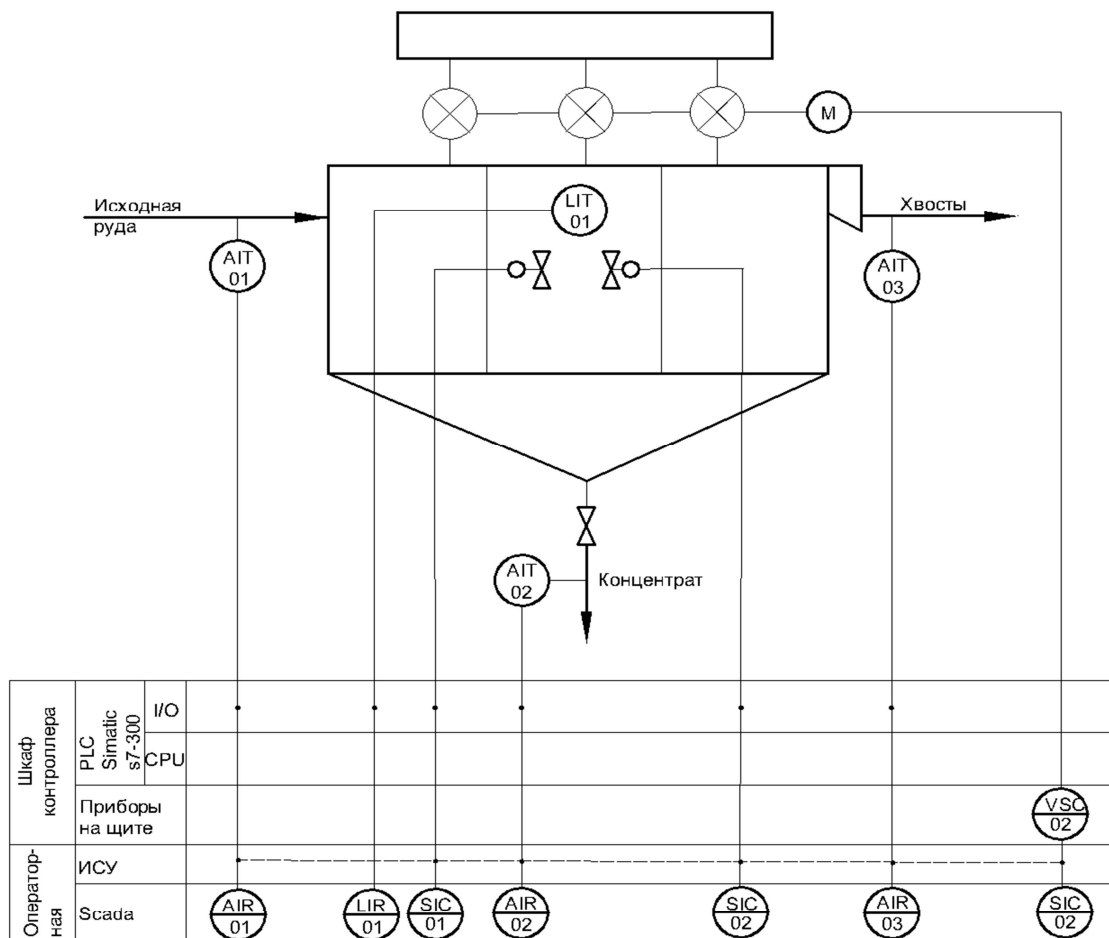 M
Исходная
руда
LIT
01
Хвосты
AIT
01
AIT
03
AIT
02
Концентрат
Шкаф
контроллера
PLC
Simatic
s7-300
I/O
CPU
Приборы
на щите
VSC
02
Оператор-
ная
ИСУ
Scada
AIR
01
LIR
01
SIC
01
AIR
02
SIC
02
AIR
03
SIC
02